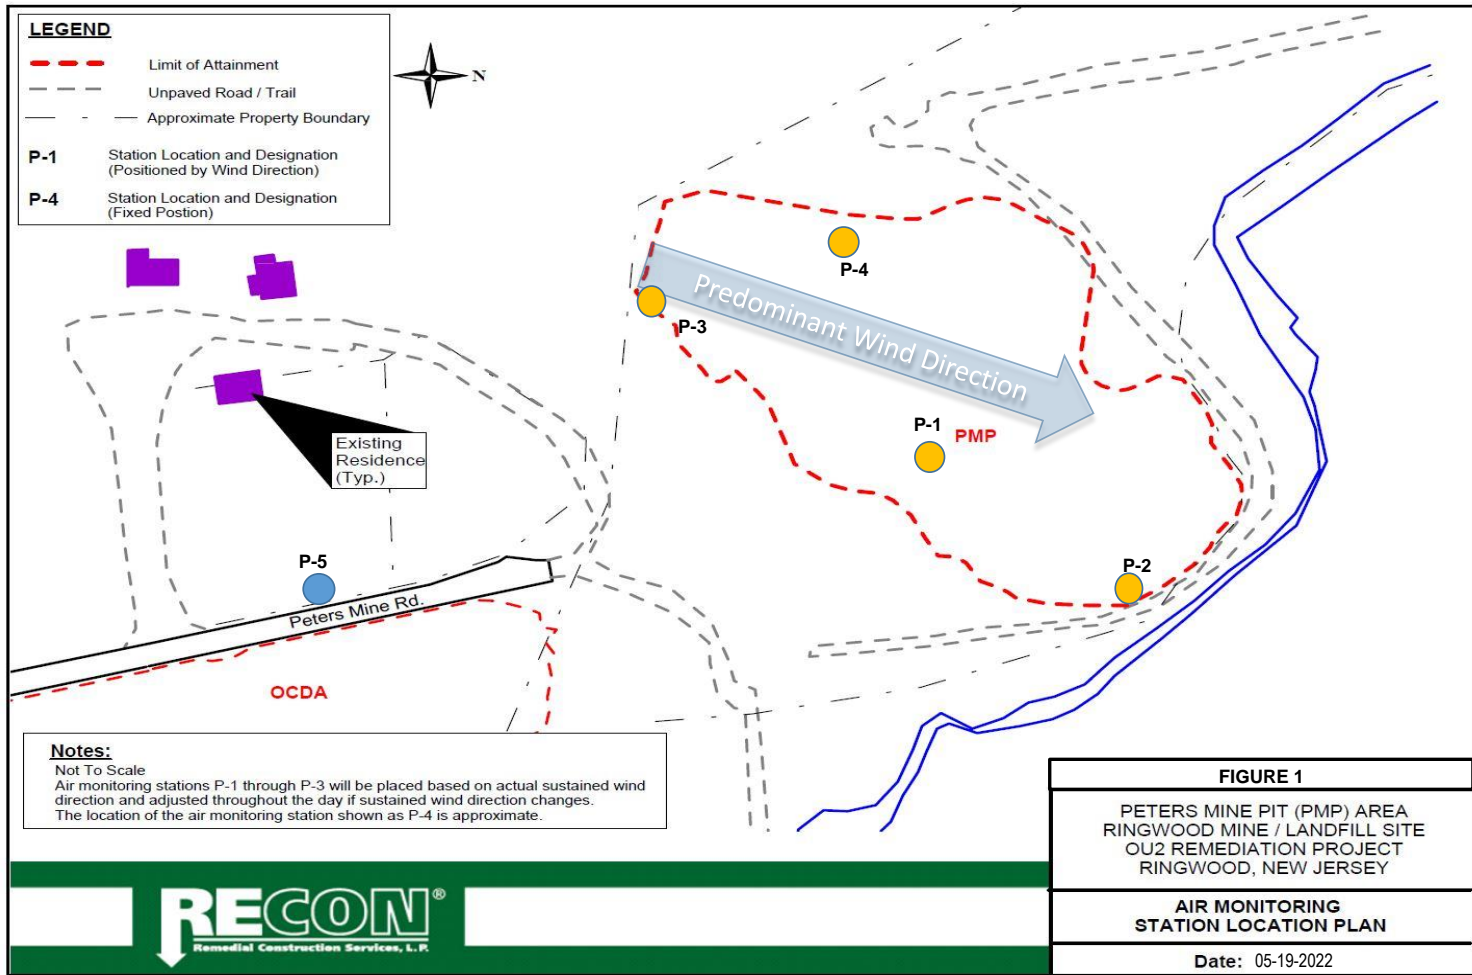 LEGEND
Limit of Attainment
Unpaved Road / Trail
Approximate Property Boundary
P-1 Station Location and Designation
(Positioned by Wind Direction)
P-4 Station Location and Designation
(Fixed Postion)
N
P-4
Predominant Wind Direction
P-3
P-1
PMP
Existing
Residence
(Typ.)
P-5
P-2
Peters Mine Rd.
OCDA
Notes:
Not To Scale
Air monitoring stations P-1 through P-3 will be placed based on actual sustained wind
direction and adjusted throughout the day if sustained wind direction changes.
The location of the air monitoring station shown as P-4 is approximate.
FIGURE 1
PETERS MINE PIT (PMP) AREA
RINGWOOD MINE / LANDFILL SITE
OU2 REMEDIATION PROJECT
RINGWOOD, NEW JERSEY
AIR MONITORING
STATION LOCATION PLAN
Date: 05-19-2022
RECON®
Remedial Construction Services, L.P.